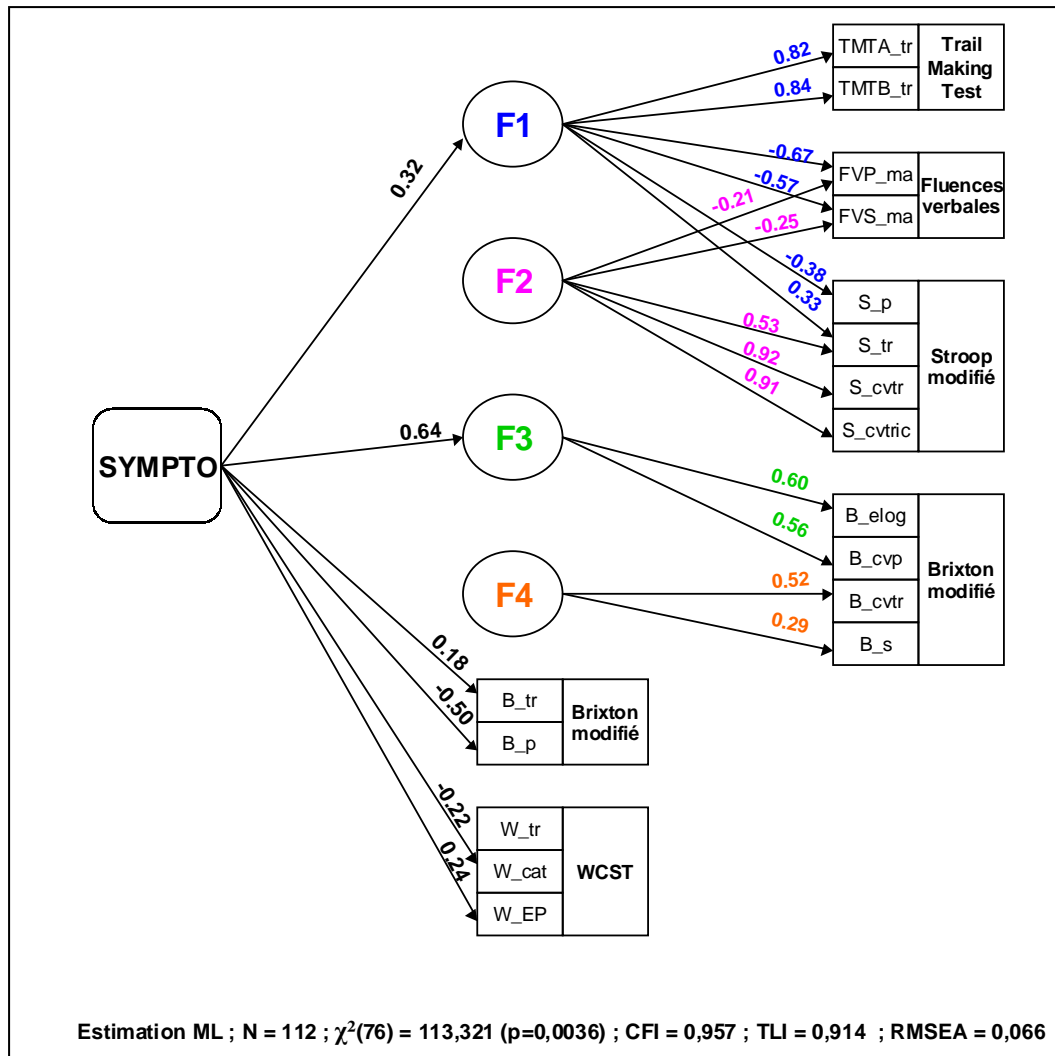 TMTA_tr
TMTB_tr
Trail
Making
Test
0.82
0.84
F1
0.32
-0.67
-0.57
-0.21
-0.25
FVP_ma
FVS_ma
Fluences
verbales
F2
-0.38
0.33
0.53
0.92
0.91
S_p
S_tr
S_cvtr
S_cvtric
Stroop
modifié
SYMPTO
0.64
F3
0.60
0.56
F4
0.52
0.29
B_elog
B_cvp
B_cvtr
B_s
Brixton
modifié
0.18
-0.50
B_tr
B_p
Brixton
modifié
-0.22
0.24
W_tr
W_cat
W_EP
WCST
Estimation ML ; N = 112 ; χ²(76) = 113,321 (p=0,0036) ; CFI = 0,957 ; TLI = 0,914 ; RMSEA = 0,066